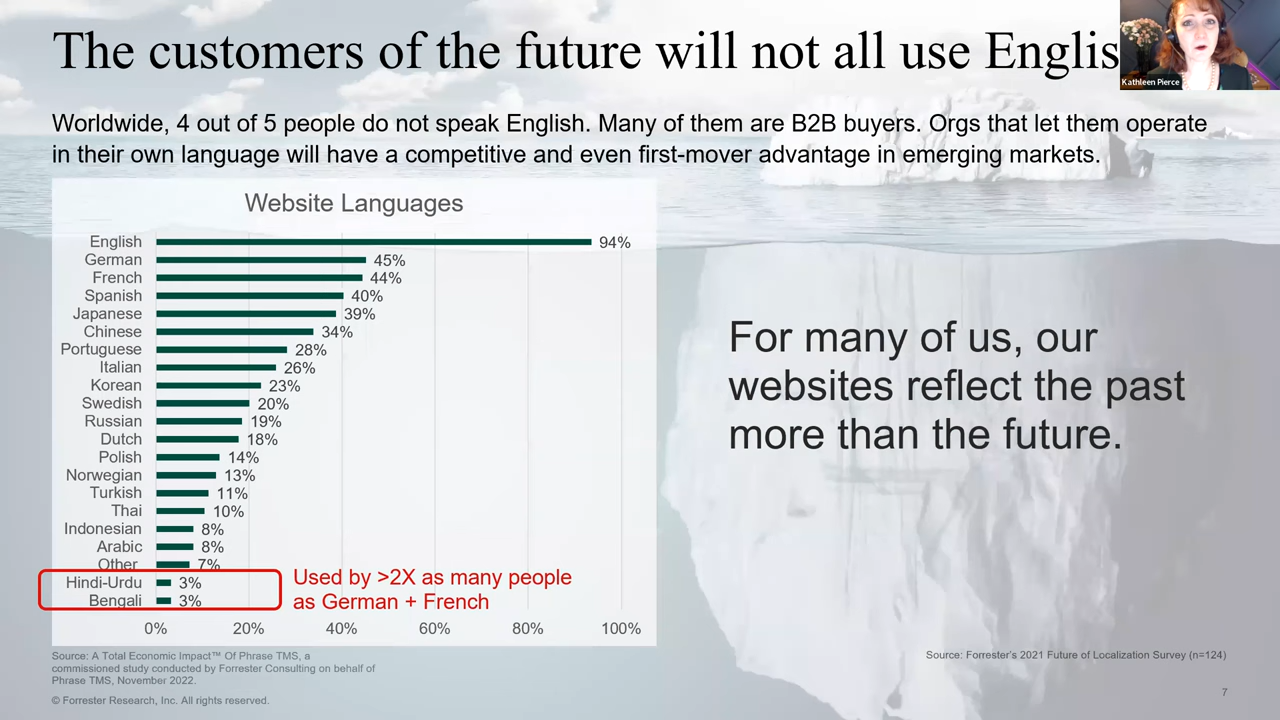 The customers of the future will not all use Englis
Kathleen Pierce
Worldwide, 4 out of 5 people do not speak English. Many of them are B2B buyers. Orgs that let them operate
in their own language will have a competitive and even first-mover advantage in emerging markets.
Website Languages
English 94%
German 45%
French 44%
Spanish 40%
Japanese 39%
Chinese 34%
Portuguese 28%
Italian 26%
Korean 23%
Swedish 20%
Russian 19%
Dutch 18%
Polish 14%
Norwegian 13%
Turkish 11%
Thai 10%
Indonesian 8%
Arabic 8%
Other 7%
Hindi-Urdu 3%
Bengali 3%
Used by >2X as many people
as German + French
0% 20% 40% 60% 80% 100%
For many of us, our
websites reflect the past
more than the future.
Source: A Total Economic Impact™ Of Phrase TMS, a
commissioned study conducted by Forrester Consulting on behalf of
Phrase TMS, November 2022.
Source: Forrester's 2021 Future of Localization Survey (n=124)
© Forrester Research, Inc. All rights reserved.
7